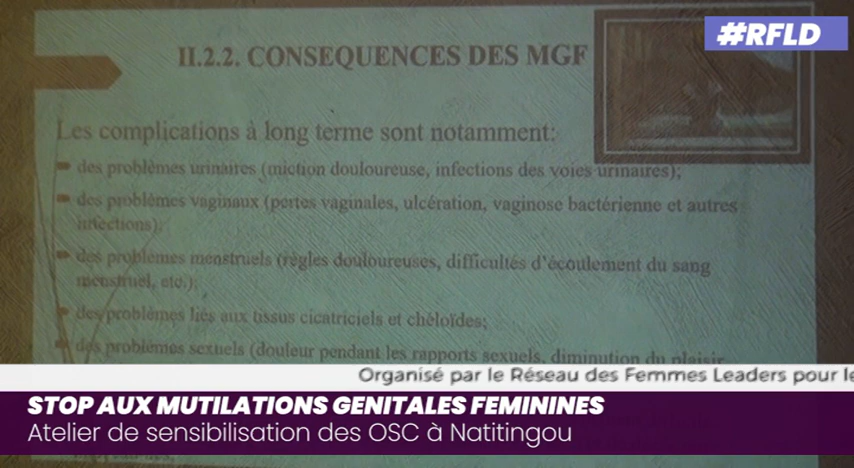 #RFLD
II.2.2. CONSEQUENCES DES MGF
Les complications à long terme sont notamment:
des problèmes urinaires (miction douloureuse, infections des voies urinaires);
des problèmes vaginaux (pertes vaginales, ulcération, vaginose bactérienne et autres
infections);
des problèmes menstruels (règles douloureuses, difficultés d'écoulement du sang
menstruel, etc.);
des problèmes liés aux tissus cicatriciels et chéloïdes;
des problèmes sexuels (douleur pendant les rapports sexuels, diminution du plaisir
Organisé par le Réseau des Femmes Leaders pour le
STOP AUX MUTILATIONS GENITALES FEMININES
Atelier de sensibilisation des OSC à Natitingou